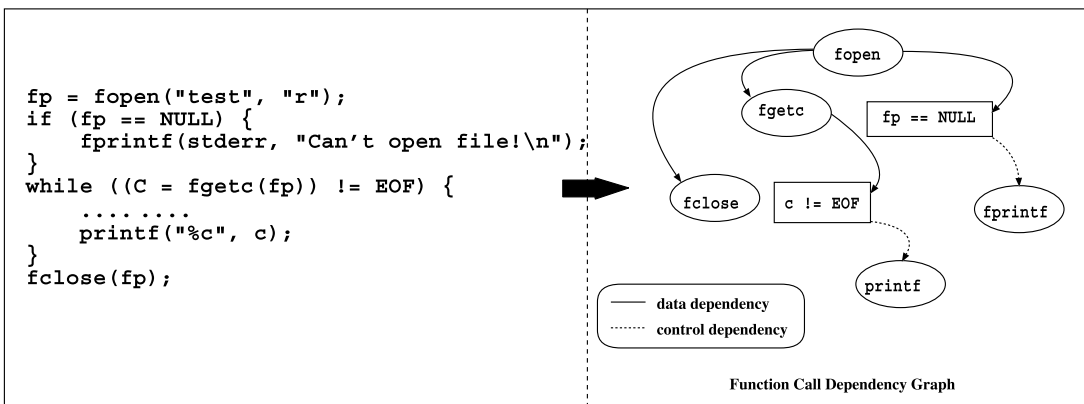 fp = fopen("test", "r");
if (fp == NULL) {
fprintf(stderr, "Can't open file!\n");
}
while ((C = fgetc(fp)) != EOF) {
.... ....
printf("%c", c);
}
fclose(fp);
fopen
fgetc
fp == NULL
fclose
c != EOF
fprintf
printf
data dependency
control dependency
Function Call Dependency Graph